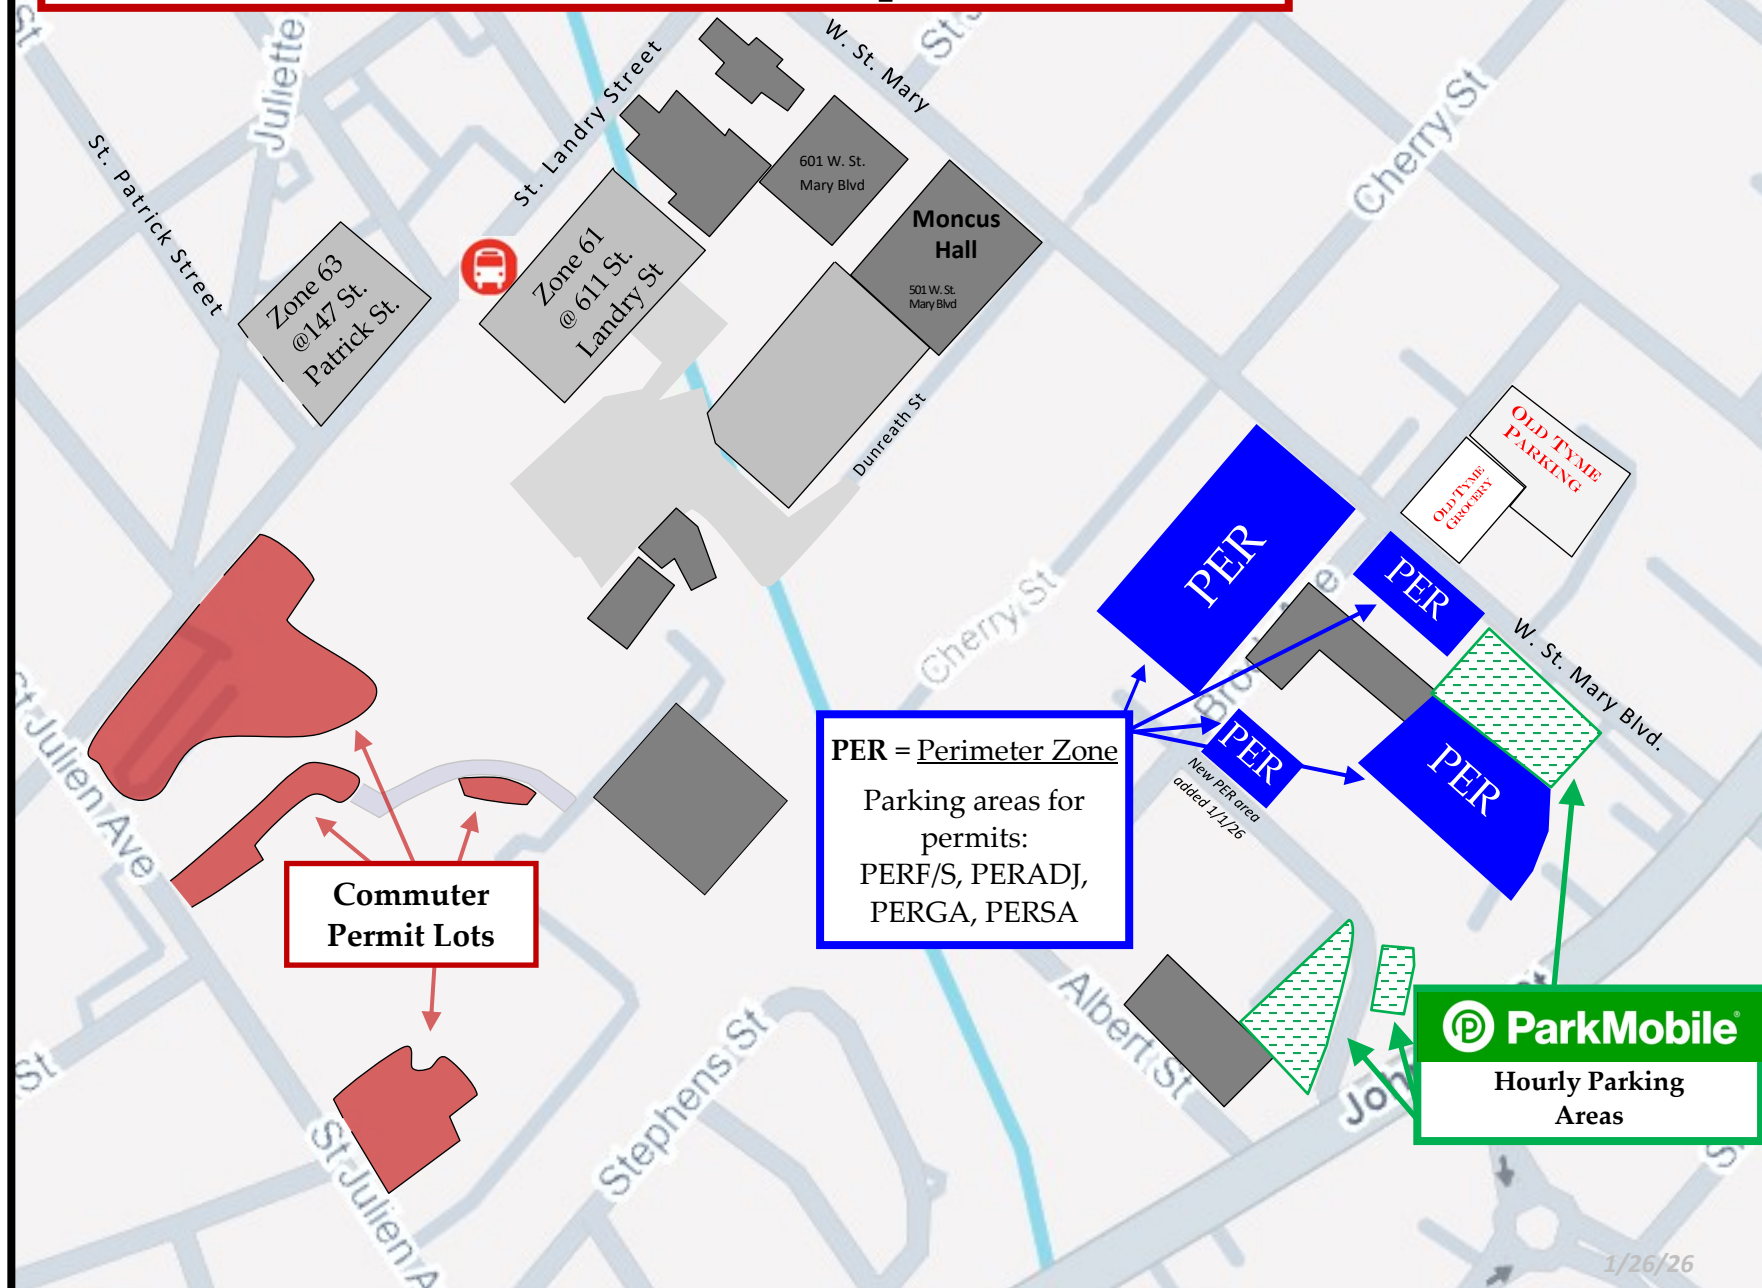 St
Juliette
St. Landry Street
W. St. Mary
Cherry St
St. Patrick Street
601 W. St.
Mary Blvd
Moncus
Hall
501 W. St.
Mary Blvd
Zone 63
@147 St.
Patrick St.
Zone 61
@ 611 St.
Landry St
Dunreath St
OLD TYME
PARKING
OLD TYME
GROCERY
PER
PER
Cherry St
W. St. Mary Blvd.
St Julien Ave
PER
PER
New PER area
added 1/1/26
PER = Perimeter Zone
Parking areas for
permits:
PERF/S, PERADJ,
PERGA, PERSA
Commuter
Permit Lots
Albert St
Stephens St
St
ParkMobile
Hourly Parking
Areas
St Julien A
1/26/26